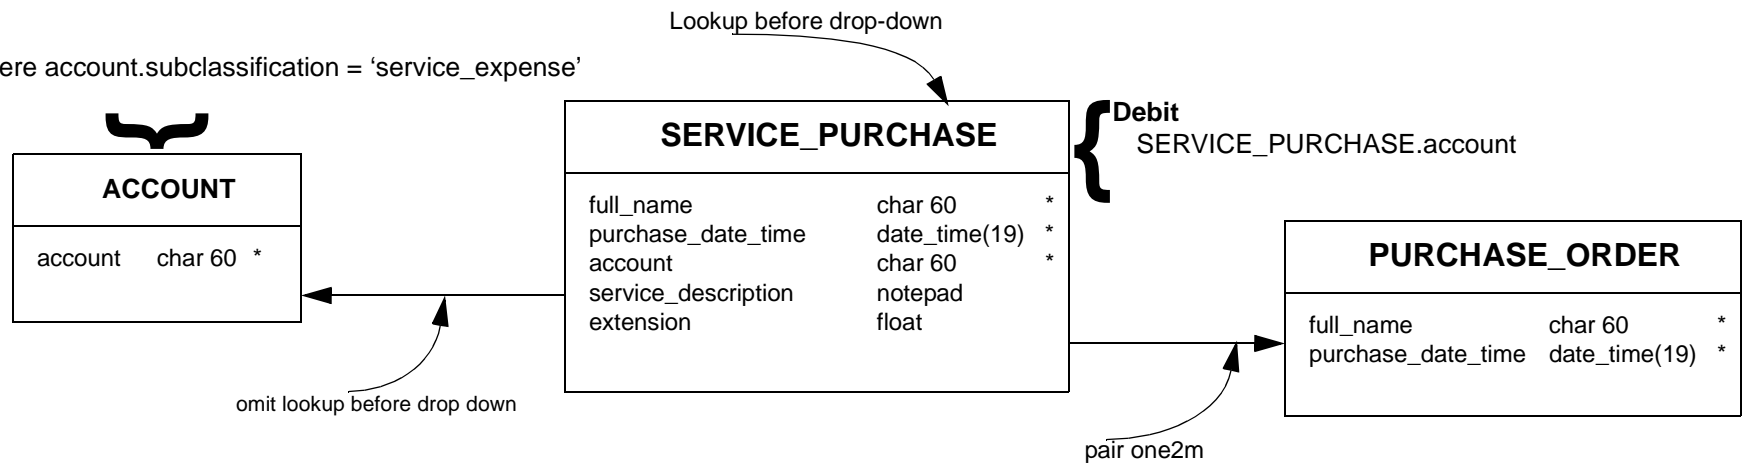 Lookup before drop-down
ere account.subclassification = ‘service_expense’
ACCOUNT
account char 60 *
SERVICE_PURCHASE
full_name char 60 *
purchase_date_time date_time(19) *
account char 60 *
service_description notepad
extension float
Debit
SERVICE_PURCHASE.account
PURCHASE_ORDER
full_name char 60 *
purchase_date_time date_time(19) *
omit lookup before drop down
pair one2m